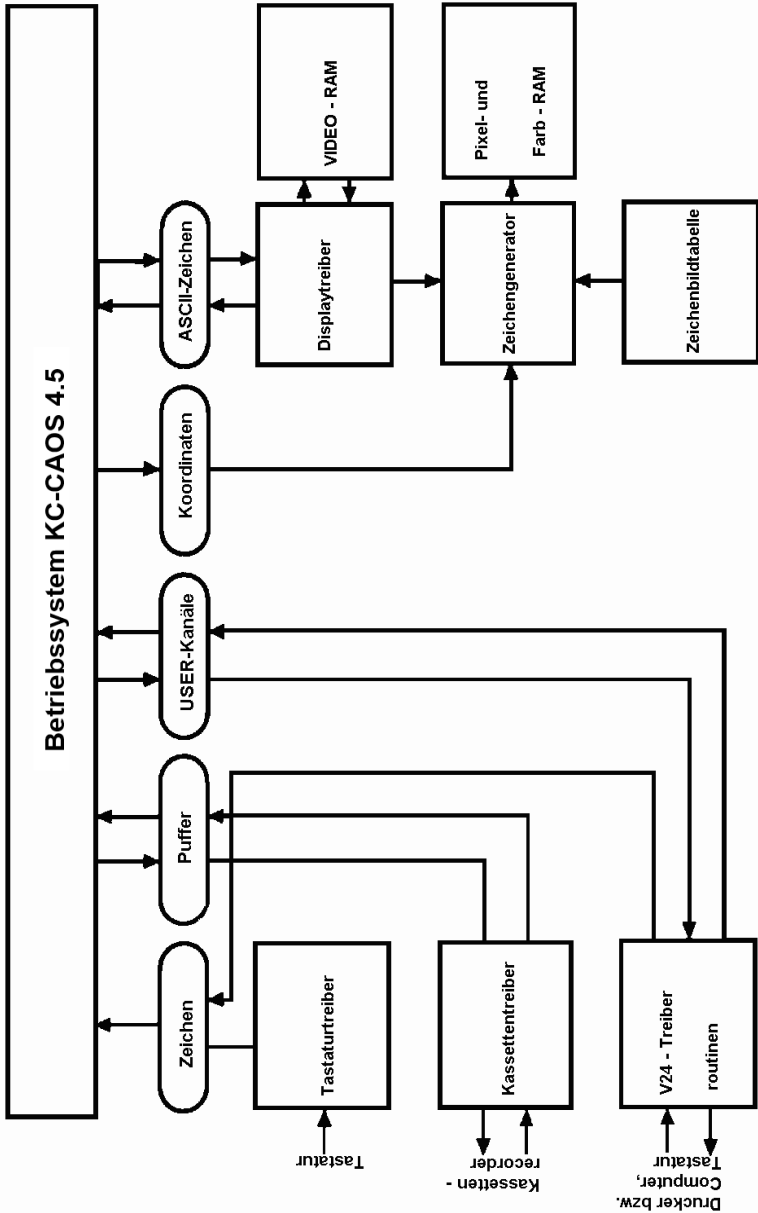 Betriebssystem KC-CAOS 4.5
Zeichen
Puffer
USER-Kanäle
Koordinaten
ASCII-Zeichen
Tastaturtreiber
Displaytreiber
VIDEO - RAM
Kassettentreiber
Zeichengenerator
Pixel- und
Farb - RAM
V24 - Treiber
routinen
Zeichenbildtabelle
Tastatur
Kassetten -
recorder
Drucker bzw.
Computer,
Tastatur